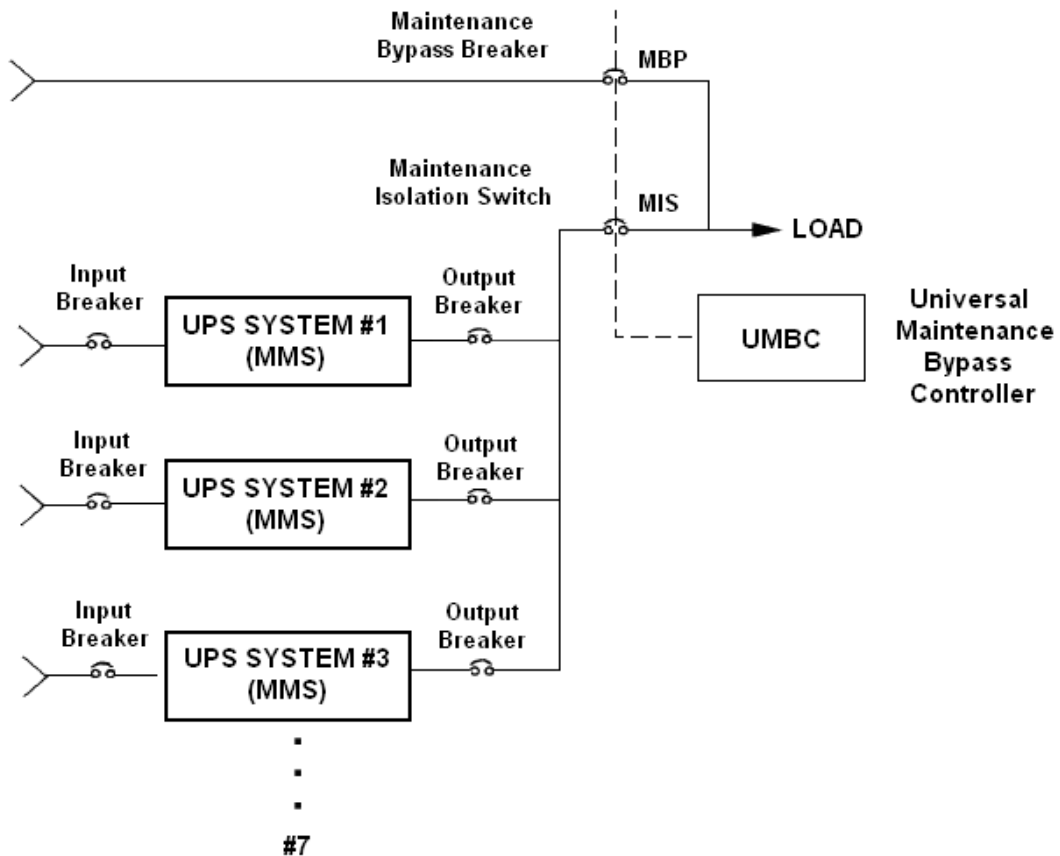 Maintenance
Bypass Breaker
MBP
Maintenance
Isolation Switch
MIS
LOAD
Input
Breaker
UPS SYSTEM #1
(MMS)
Output
Breaker
UMBC
Universal
Maintenance
Bypass
Controller
Input
Breaker
UPS SYSTEM #2
(MMS)
Output
Breaker
Input
Breaker
UPS SYSTEM #3
(MMS)
Output
Breaker
#7